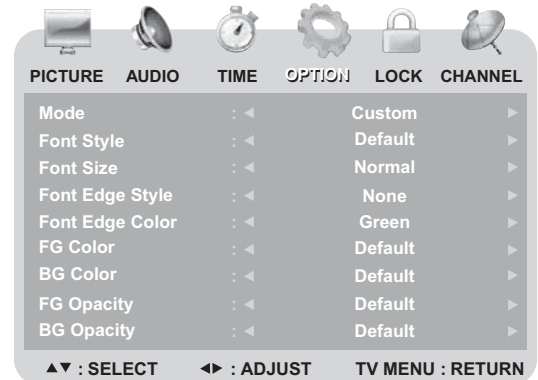 PICTURE AUDIO TIME OPTION LOCK CHANNEL
Mode : ◀ Custom ▶
Font Style : ◀ Default ▶
Font Size : ◀ Normal ▶
Font Edge Style : ◀ None ▶
Font Edge Color : ◀ Green ▶
FG Color : ◀ Default ▶
BG Color : ◀ Default ▶
FG Opacity : ◀ Default ▶
BG Opacity : ◀ Default ▶
▲▼ : SELECT ◀▶ : ADJUST TV MENU : RETURN